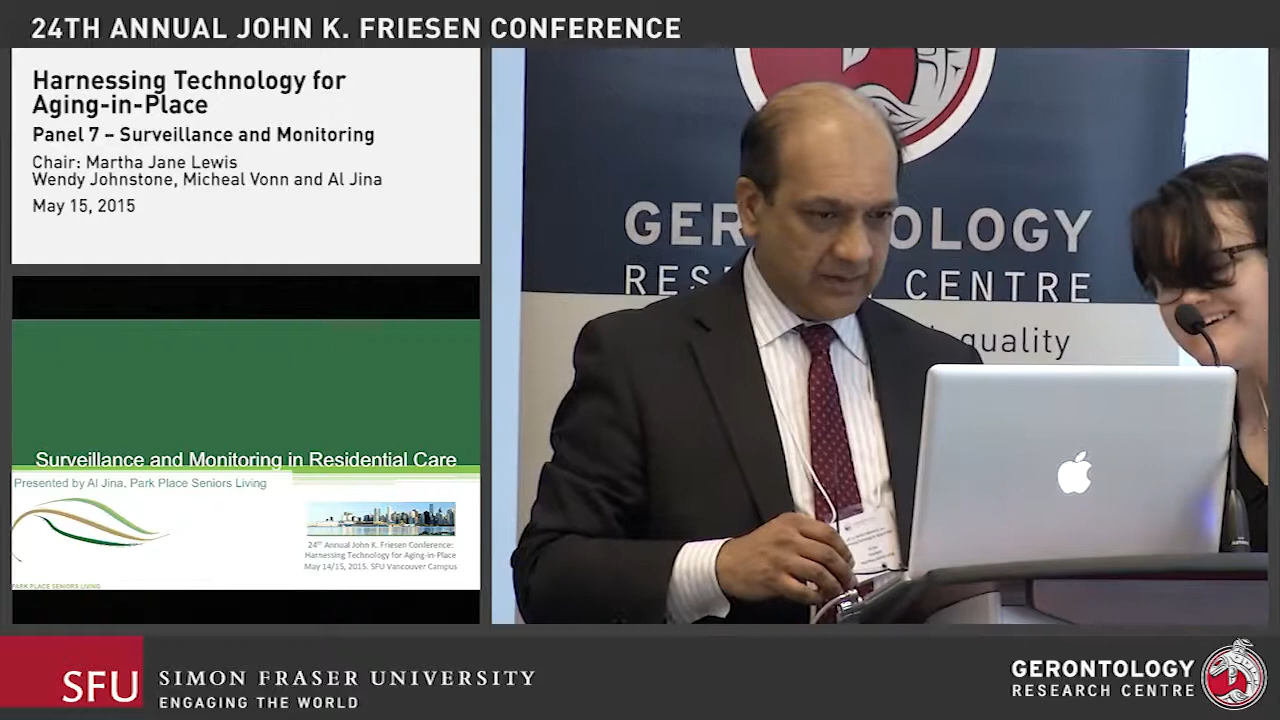 24TH ANNUAL JOHN K. FRIESEN CONFERENCE
Harnessing Technology for
Aging-in-Place
Panel 7 – Surveillance and Monitoring
Chair: Martha Jane Lewis
Wendy Johnstone, Micheal Vonn and Al Jina
May 15, 2015
Surveillance and Monitoring in Residential Care
Presented by Al Jina, Park Place Seniors Living
24th Annual John K. Friesen Conference:
Harnessing Technology for Aging-in-Place
May 14/15, 2015. SFU Vancouver Campus
PARK PLACE SENIORS LIVING
GER OLOGY
RES CENTRE
quality
SFU
SIMON FRASER UNIVERSITY
ENGAGING THE WORLD
GERONTOLOGY
RESEARCH CENTRE